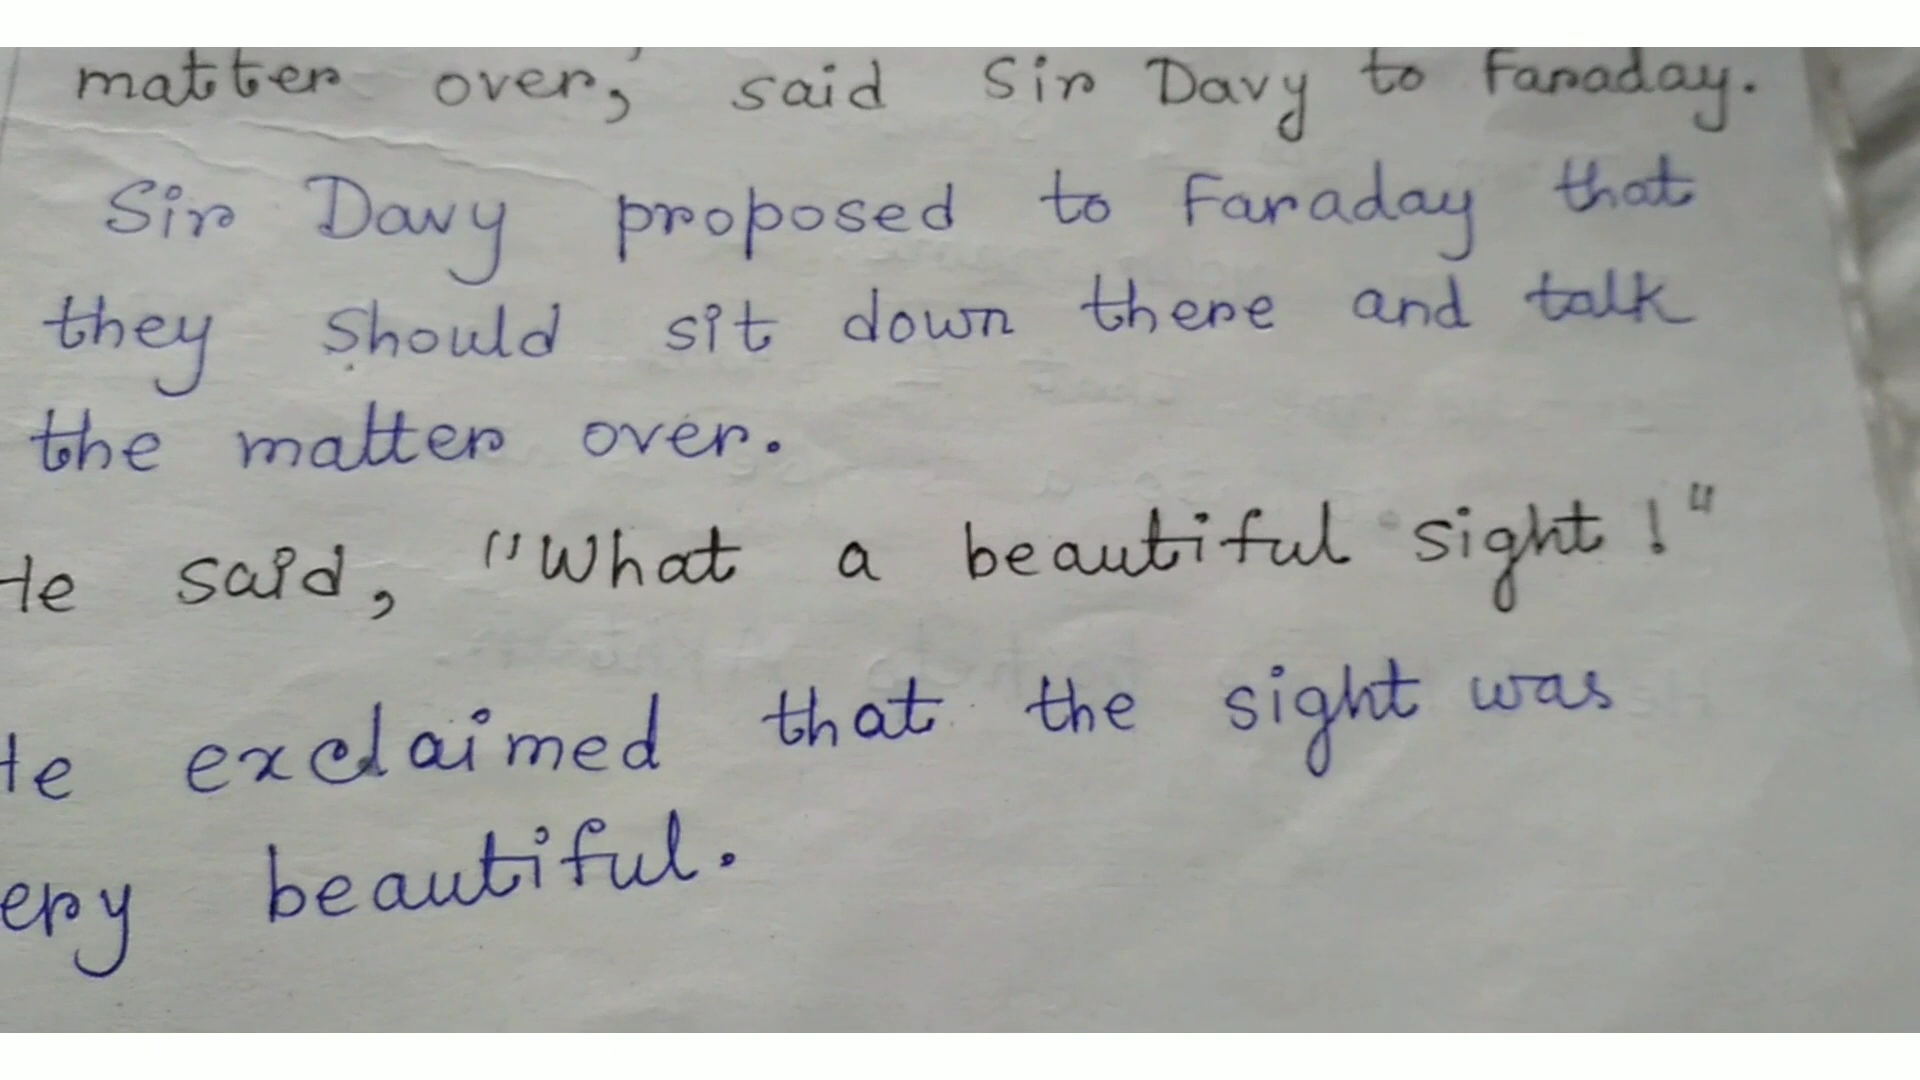 matter over,' said Sir Davy to Faraday.
Sir Davy proposed to Faraday that
they should sit down there and talk
the matter over.
He said, "What a beautiful sight!"
He exclaimed that the sight was
ery beautiful.